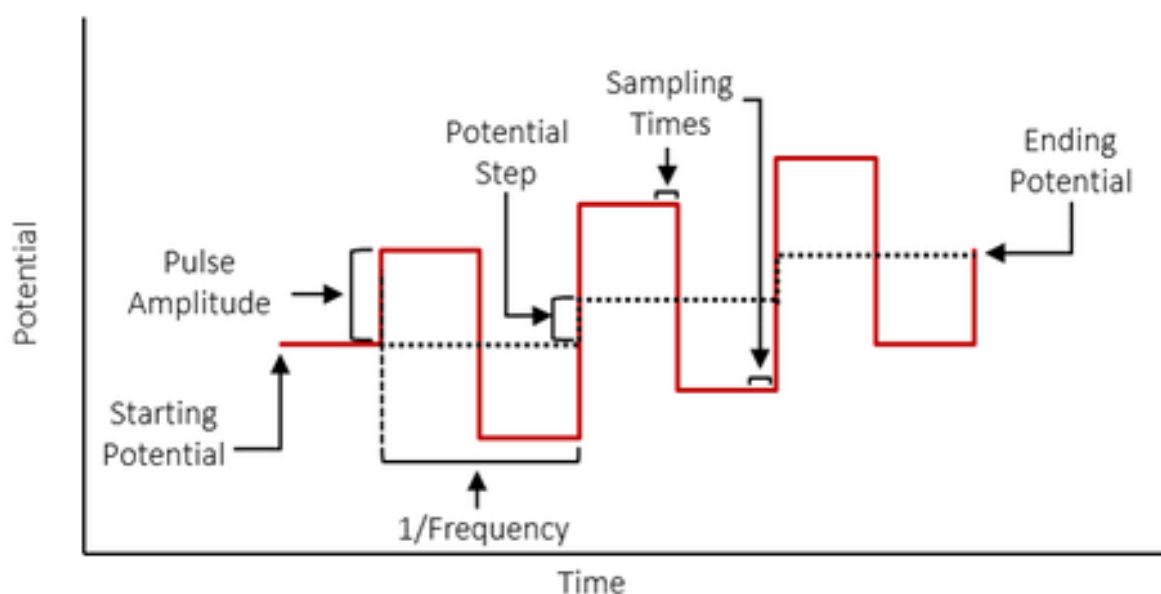 Sampling
Times
Potential
Step
Ending
Potential
Pulse
Amplitude
Potential
Starting
Potential
1/Frequency
Time